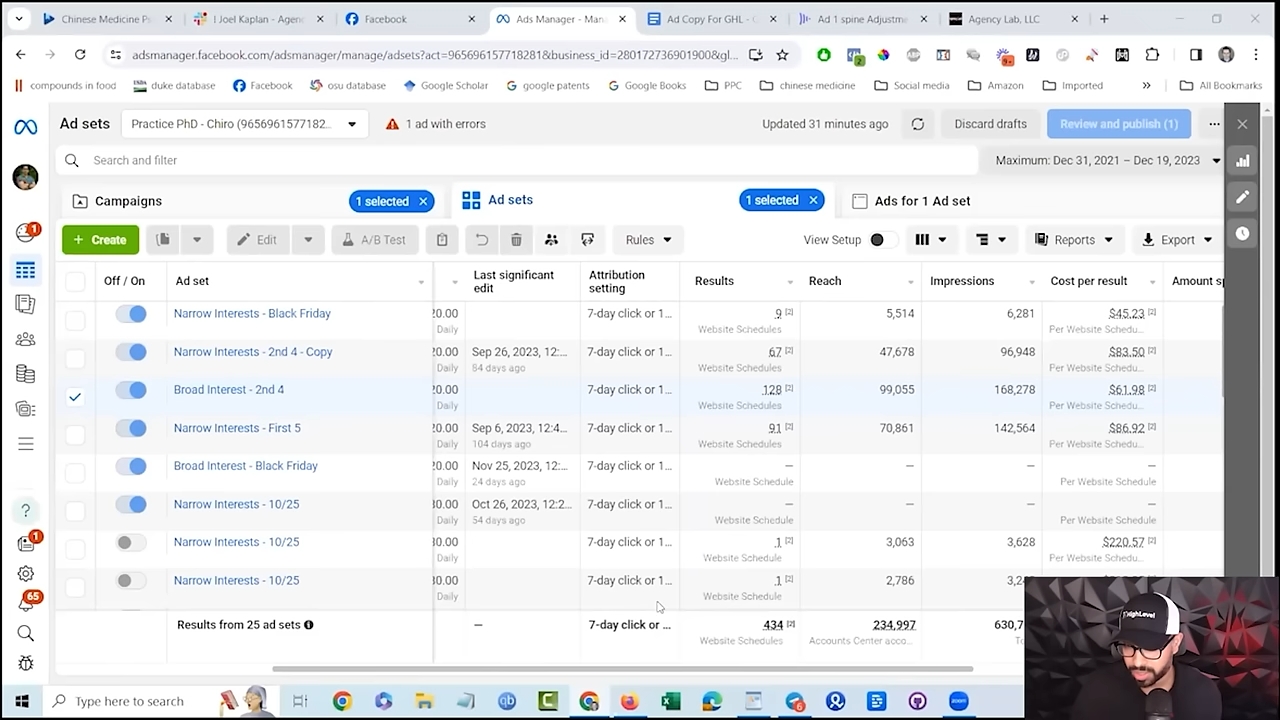 Chinese Medicine Ps
I Joel Kaplan - Agenc
Facebook
Ads Manager - Man
Ad Copy For GHL - C
Ad 1 spine Adjustme
Agency Lab, LLC
adsmanager.facebook.com/adsmanager/manage/adsets?act=965696157718281&business_id=280172736901900&gl...
compounds in food
duke database
Facebook
osu database
Google Scholar
google patents
Google Books
PPC
chinese medicine
Social media
Amazon
Imported
All Bookmarks
Ad sets
Practice PhD - Chiro (9656961577182...
1 ad with errors
Updated 31 minutes ago
Discard drafts
Review and publish (1)
Search and filter
Maximum: Dec 31, 2021 – Dec 19, 2023
Campaigns
1 selected
Ad sets
1 selected
Ads for 1 Ad set
+ Create
Edit
A/B Test
Rules
View Setup
Reports
Export
Off / On
Ad set
Last significant edit
Attribution setting
Results
Reach
Impressions
Cost per result
Amount sp
Narrow Interests - Black Friday
20.00
Daily
7-day click or 1...
9 [2]
Website Schedules
5,514
6,281
$45.23 [2]
Per Website Schedu...
Narrow Interests - 2nd 4 - Copy
20.00
Daily
Sep 26, 2023, 12:...
84 days ago
7-day click or 1...
67 [2]
Website Schedules
47,678
96,948
$83.50 [2]
Per Website Schedu...
Broad Interest - 2nd 4
20.00
Daily
7-day click or 1...
128 [2]
Website Schedules
99,055
168,278
$61.98 [2]
Per Website Schedu...
Narrow Interests - First 5
20.00
Daily
Sep 6, 2023, 12:4...
104 days ago
7-day click or 1...
91 [2]
Website Schedules
70,861
142,564
$86.92 [2]
Per Website Schedu...
Broad Interest - Black Friday
20.00
Daily
Nov 25, 2023, 12:...
24 days ago
7-day click or 1...
—
Website Schedule
—
—
—
Per Website Schedule
Narrow Interests - 10/25
30.00
Daily
Oct 26, 2023, 12:2...
54 days ago
7-day click or 1...
—
Website Schedule
—
—
—
Per Website Schedule
Narrow Interests - 10/25
30.00
Daily
7-day click or 1...
1 [2]
Website Schedule
3,063
3,628
$220.57 [2]
Per Website Schedule
Narrow Interests - 10/25
30.00
Daily
7-day click or 1...
1 [2]
Website Schedule
2,786
Results from 25 ad sets
—
7-day click or ...
434 [2]
Website Schedules
234,997
Accounts Center acco...
630,7
HighLevel
Type here to search
65